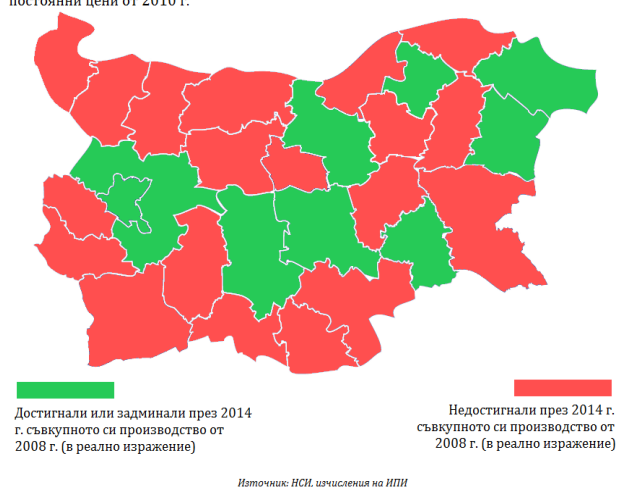 постоянни цени от 2010 г.
Достигнали или задминали през 2014
г. съвкупното си производство от
2008 г. (в реално изражение)
Недостигнали през 2014 г.
съвкупното си производство от
2008 г. (в реално изражение)
Източник: НСИ, изчисления на ИПИ